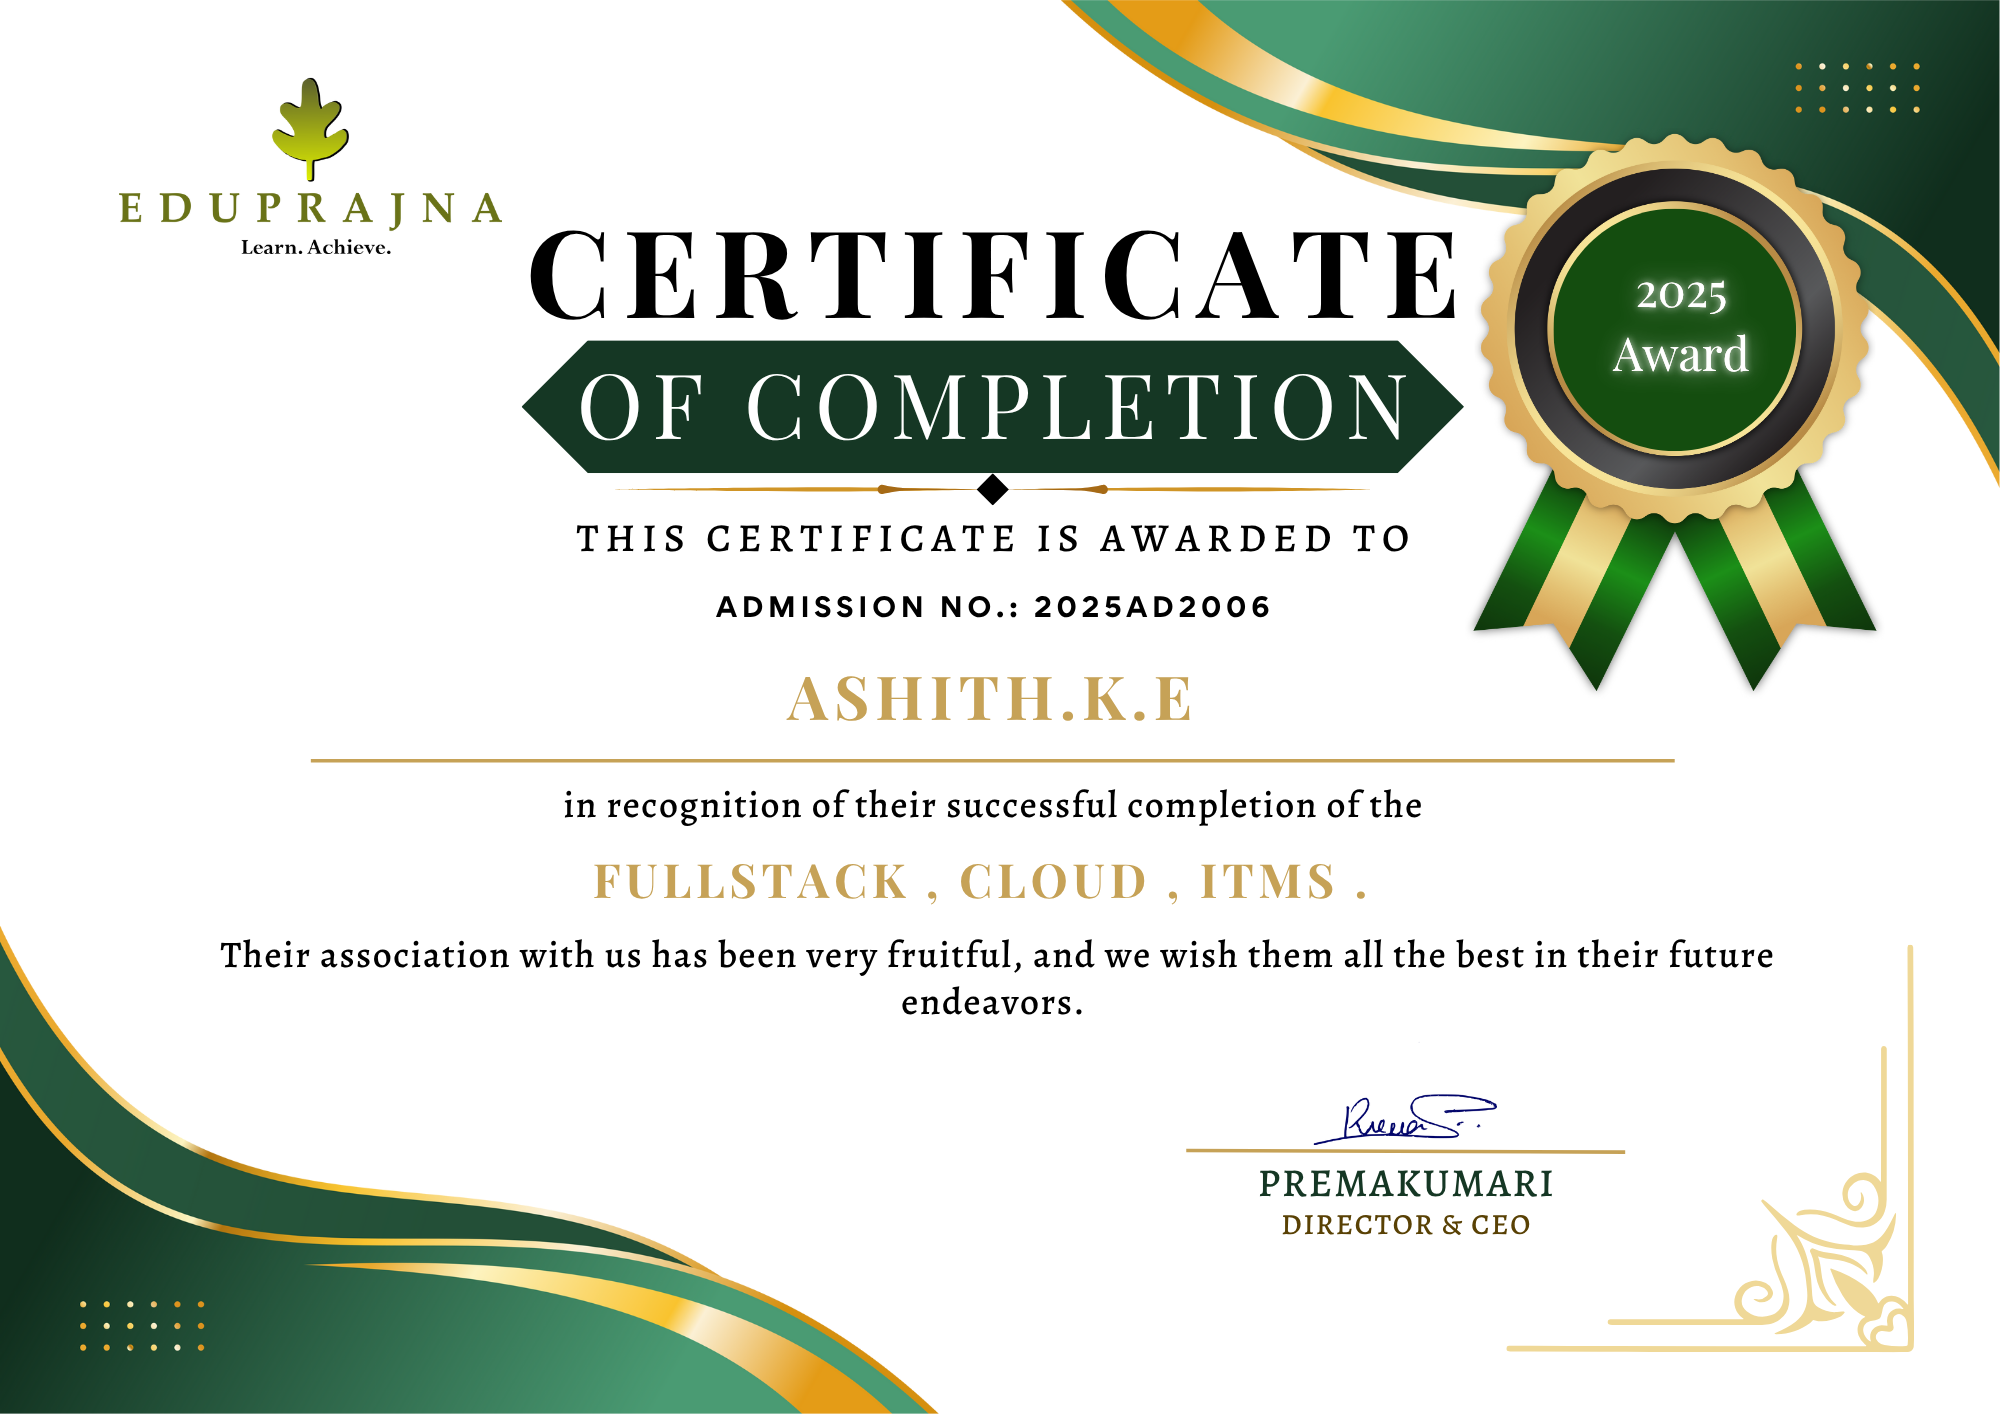 EDUPRAJNA
Learn. Achieve.
CERTIFICATE
OF COMPLETION
2025
Award
THIS CERTIFICATE IS AWARDED TO
ADMISSION NO.: 2025AD2006
ASHITH.K.E
in recognition of their successful completion of the
FULLSTACK , CLOUD , ITMS .
Their association with us has been very fruitful, and we wish them all the best in their future
endeavors.
PREMAKUMARI
DIRECTOR & CEO